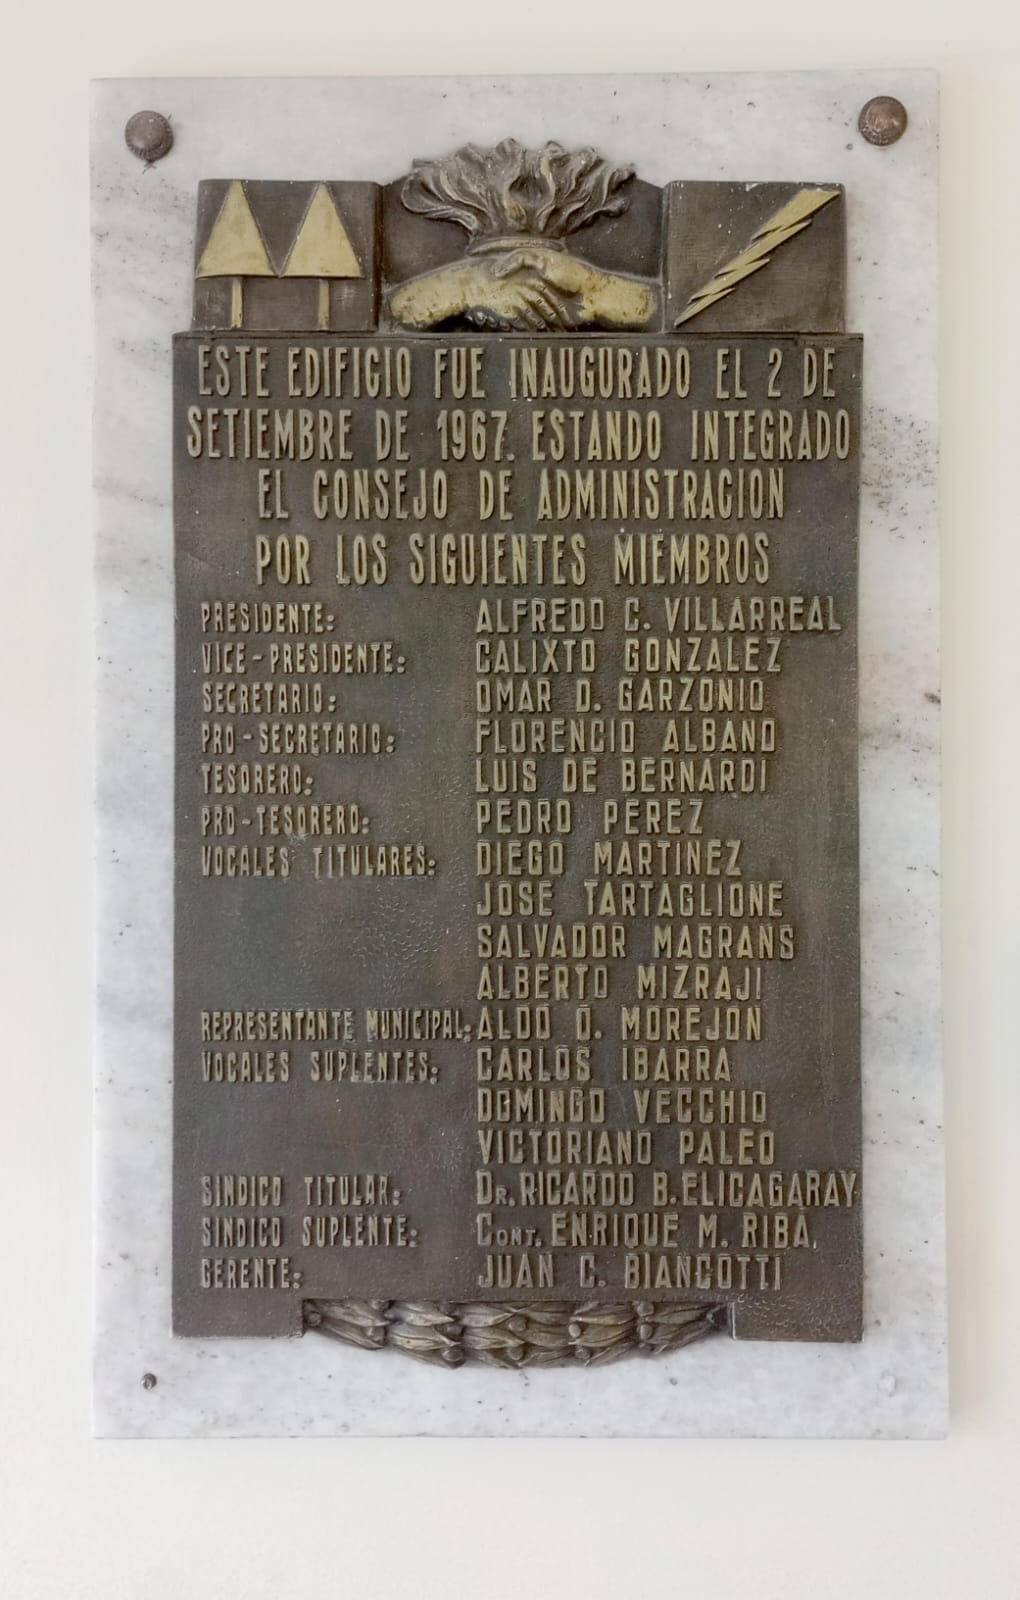 ESTE EDIFICIO FUE INAUGURADO EL 2 DE
SETIEMBRE DE 1967. ESTANDO INTEGRADO
EL CONSEJO DE ADMINISTRACION
POR LOS SIGUIENTES MIEMBROS
PRESIDENTE: ALFREDO C. VILLARREAL
VICE-PRESIDENTE: CALIXTO GONZALEZ
SECRETARIO: OMAR D. GARZONIO
PRO-SECRETARIO: FLORENCIO ALBANO
TESORERO: LUIS DE BERNARDI
PRO-TESORERO: PEDRO PEREZ
VOCALES TITULARES: DIEGO MARTINEZ
JOSE TARTAGLIONE
SALVADOR MAGRANS
ALBERTO MIZRAJI
REPRESENTANTE MUNICIPAL: ALDO O. MOREJON
VOCALES SUPLENTES: CARLOS IBARRA
DOMINGO VECCHIO
VICTORIANO PALEO
SINDICO TITULAR: DR. RICARDO B. ELICAGARAY
SINDICO SUPLENTE: CONT. ENRIQUE M. RIBA.
GERENTE: JUAN C. BIANCOTTI